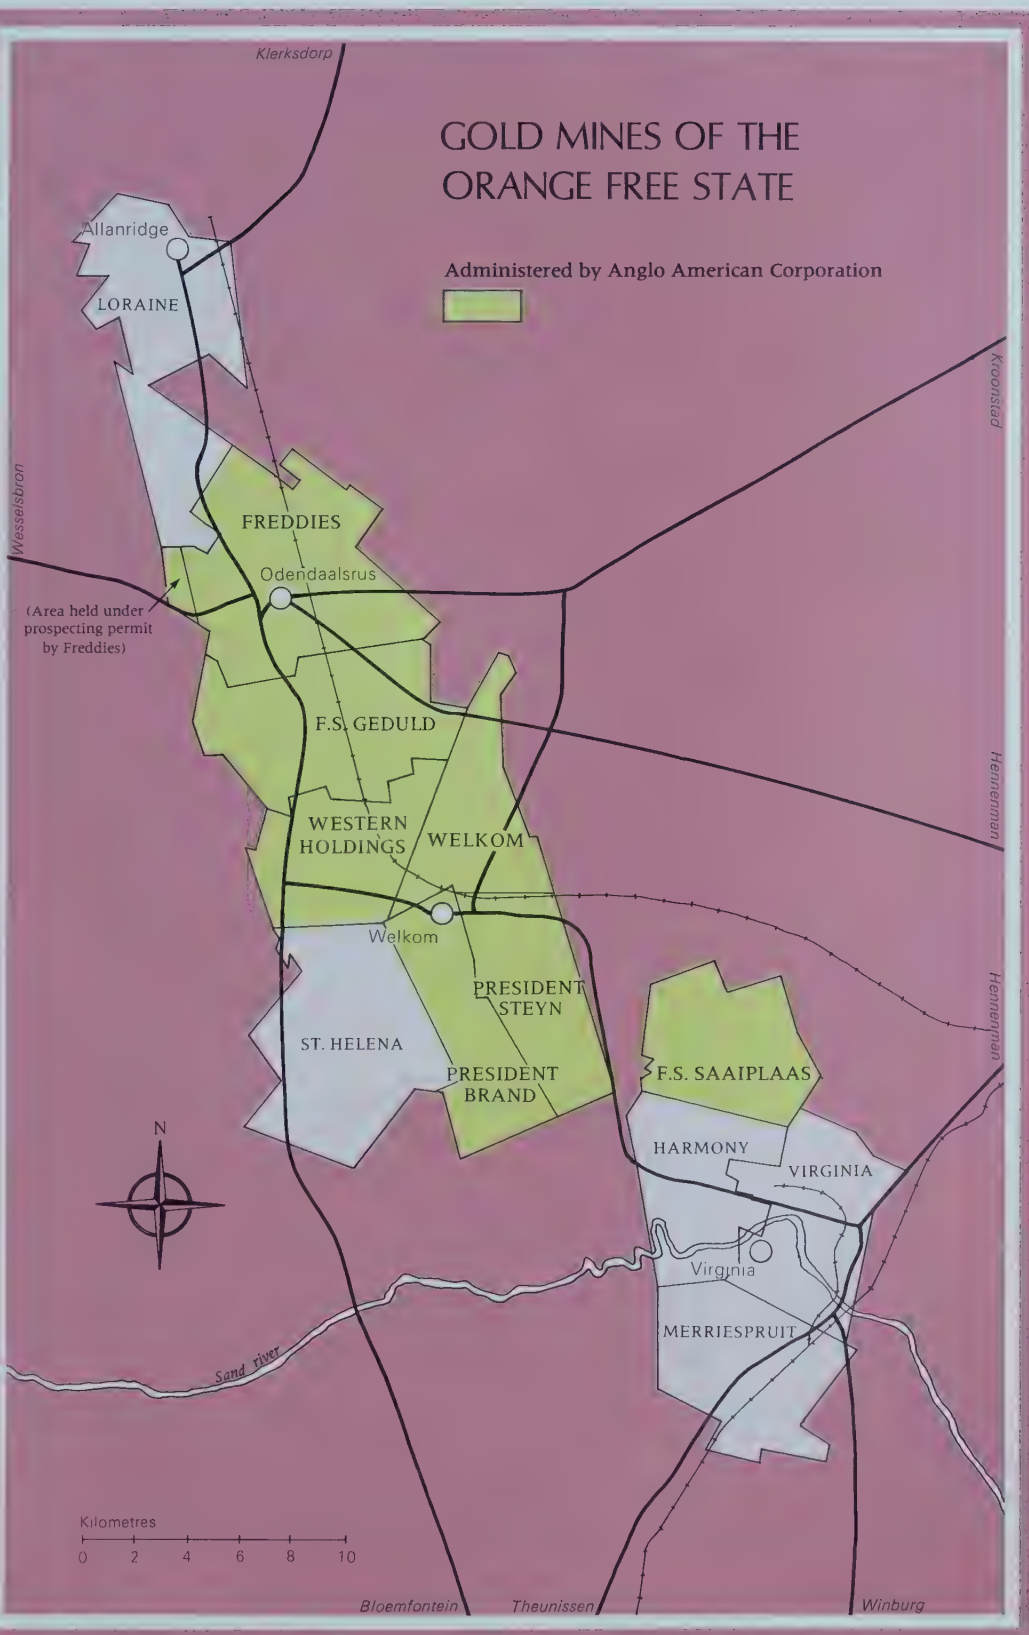 Klerksdorp
GOLD MINES OF THE
ORANGE FREE STATE
Administered by Anglo American Corporation
Allanridge
LORAINE
Kroonstad
Wesselsbron
FREDDIES
Odendaalsrus
(Area held under
prospecting permit
by Freddies)
F.S. GEDULD
Hennenman
WESTERN
HOLDINGS
WELKOM
Welkom
PRESIDENT
STEYN
Hennenman
ST. HELENA
PRESIDENT
BRAND
F.S. SAAIPLAAS
N
HARMONY
VIRGINIA
Virginia
MERRIESPRUIT
Sand river
Kilometres
0 2 4 6 8 10
Bloemfontein
Theunissen
Winburg